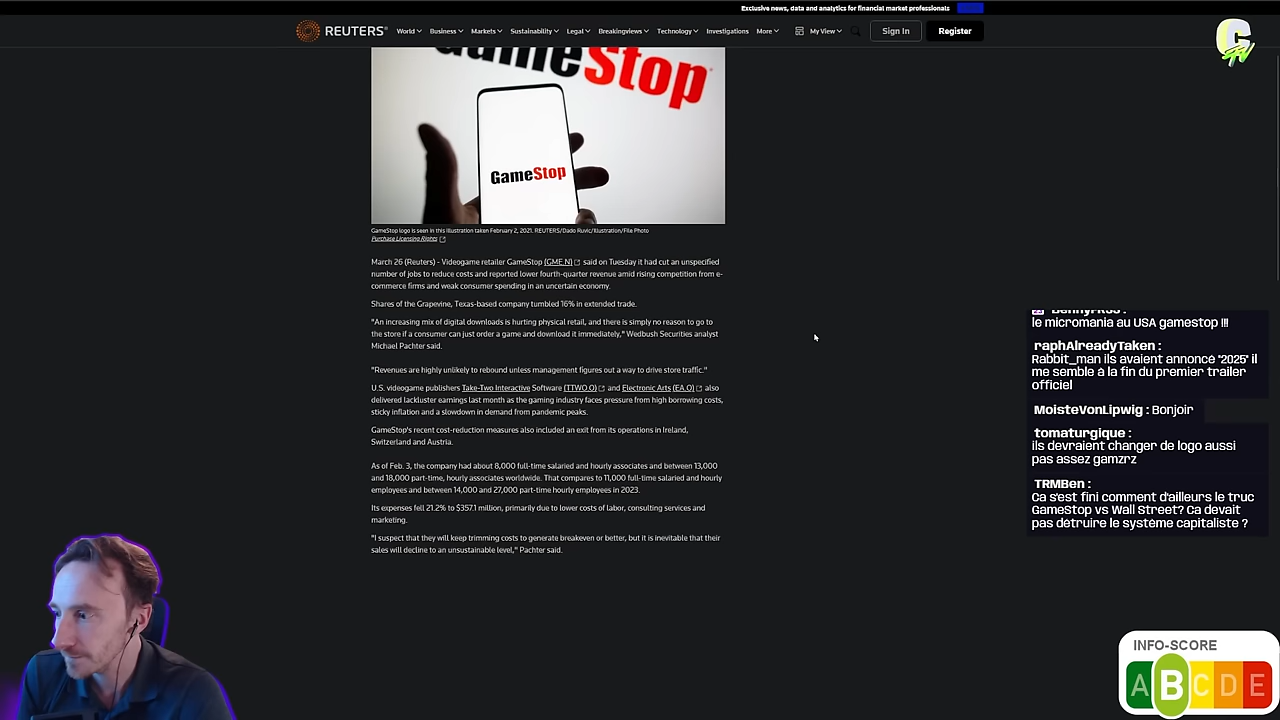 Exclusive news, data and analytics for financial market professionals
REUTERS
World Business Markets Sustainability Legal Breakingviews Technology Investigations More My View Sign In Register
GameStop
GameStop
GameStop logo is seen in this illustration taken February 2, 2021. REUTERS/Dado Ruvic/Illustration/File Photo
Purchase Licensing Rights
March 26 (Reuters) - Videogame retailer GameStop (GME.N) said on Tuesday it had cut an unspecified
number of jobs to reduce costs and reported lower fourth-quarter revenue amid rising competition from e-
commerce firms and weak consumer spending in an uncertain economy.
Shares of the Grapevine, Texas-based company tumbled 16% in extended trade.
"An increasing mix of digital downloads is hurting physical retail, and there is simply no reason to go to
the store if a consumer can just order a game and download it immediately," Wedbush Securities analyst
Michael Pachter said.
"Revenues are highly unlikely to rebound unless management figures out a way to drive store traffic."
U.S. videogame publishers Take-Two Interactive Software (TTWO.O) and Electronic Arts (EA.O) also
delivered lackluster earnings last month as the gaming industry faces pressure from high borrowing costs,
sticky inflation and a slowdown in demand from pandemic peaks.
GameStop's recent cost-reduction measures also included an exit from its operations in Ireland,
Switzerland and Austria.
As of Feb. 3, the company had about 8,000 full-time salaried and hourly associates and between 13,000
and 18,000 part-time, hourly associates worldwide. That compares to 11,000 full-time salaried and hourly
employees and between 14,000 and 27,000 part-time hourly employees in 2023.
Its expenses fell 21.2% to $357.1 million, primarily due to lower costs of labor, consulting services and
marketing.
"I suspect that they will keep trimming costs to generate breakeven or better, but it is inevitable that their
sales will decline to an unsustainable level," Pachter said.
le micromania au USA gamestop !!!
raphAlreadyTaken :
Rabbit_man ils avaient annoncé "2025" il
me semble à la fin du premier trailer
officiel
MoisteVonLipwig : Bonjoir
tomaturgique :
ils devraient changer de logo aussi
pas assez gamzrz
TRMBen :
Ca s'est fini comment d'ailleurs le truc
GameStop vs Wall Street? Ca devait
pas detruire le système capitaliste ?
INFO-SCORE
A B C D E